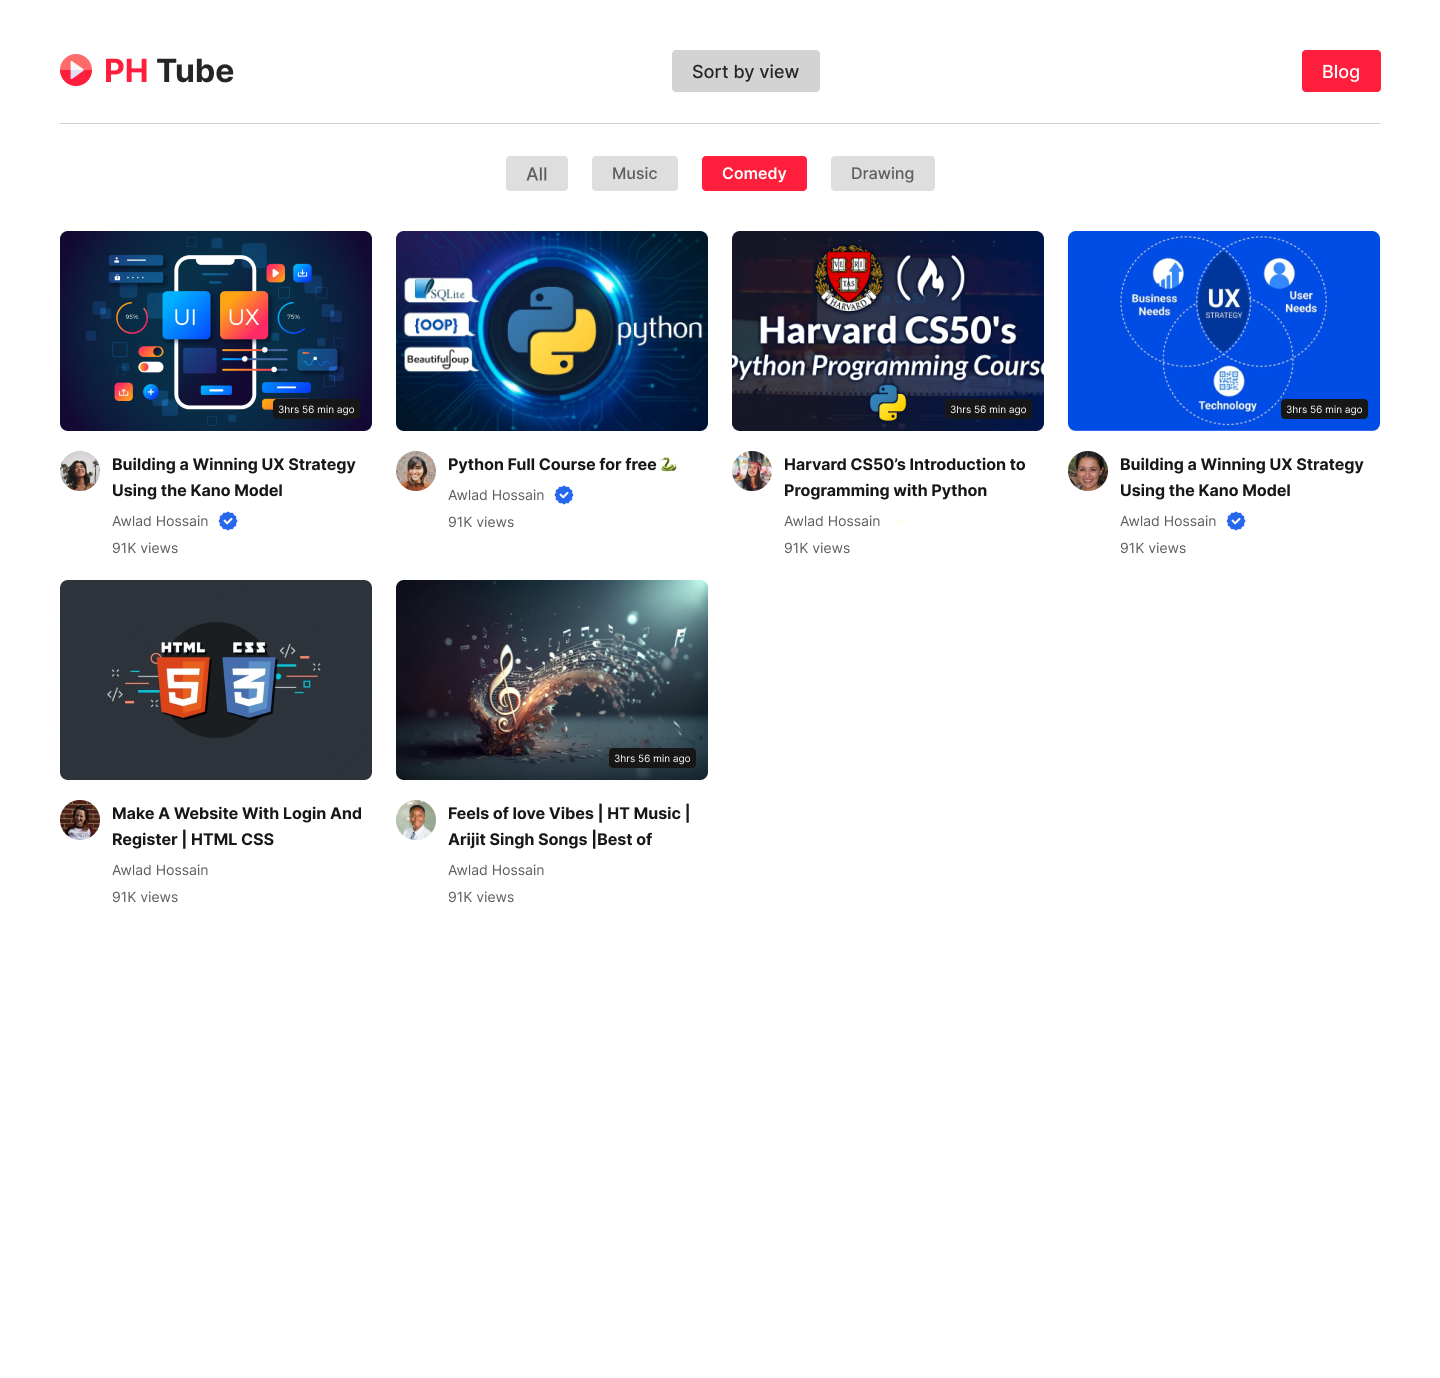 PH Tube
Sort by view
Blog
All
Music
Comedy
Drawing
95%
UI
UX
75%
3hrs 56 min ago
SQLite
{OOP}
BeautifulSoup
python
VE RI
TAS
HARVARD
Harvard CS50's
Python Programming Course
3hrs 56 min ago
Business
Needs
UX
STRATEGY
User
Needs
Technology
3hrs 56 min ago
Building a Winning UX Strategy
Using the Kano Model
Awlad Hossain
91K views
Python Full Course for free 🐍
Awlad Hossain
91K views
Harvard CS50’s Introduction to
Programming with Python
Awlad Hossain
91K views
Building a Winning UX Strategy
Using the Kano Model
Awlad Hossain
91K views
HTML
5
CSS
3
</>
</>
3hrs 56 min ago
Make A Website With Login And
Register | HTML CSS
Awlad Hossain
91K views
Feels of love Vibes | HT Music |
Arijit Singh Songs |Best of
Awlad Hossain
91K views